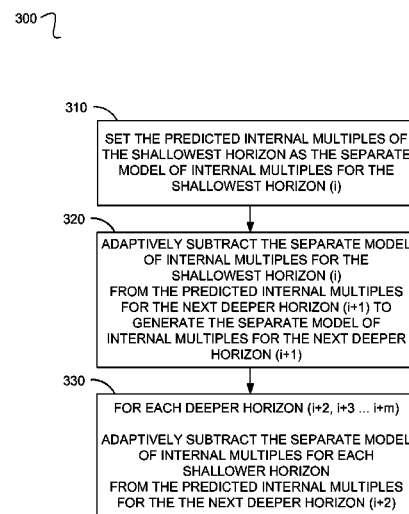 300
310
SET THE PREDICTED INTERNAL MULTIPLES OF
THE SHALLOWEST HORIZON AS THE SEPARATE
MODEL OF INTERNAL MULTIPLES FOR THE
SHALLOWEST HORIZON (i)
320
ADAPTIVELY SUBTRACT THE SEPARATE MODEL
OF INTERNAL MULTIPLES FOR THE
SHALLOWEST HORIZON (i)
FROM THE PREDICTED INTERNAL MULTIPLES
FOR THE NEXT DEEPER HORIZON (i+1) TO
GENERATE THE SEPARATE MODEL OF
INTERNAL MULTIPLES FOR THE NEXT DEEPER
HORIZON (i+1)
330
FOR EACH DEEPER HORIZON (i+2, i+3 ... i+m)
ADAPTIVELY SUBTRACT THE SEPARATE MODEL
OF INTERNAL MULTIPLES FOR EACH
SHALLOWER HORIZON
FROM THE PREDICTED INTERNAL MULTIPLES
FOR THE THE NEXT DEEPER HORIZON (i+2)